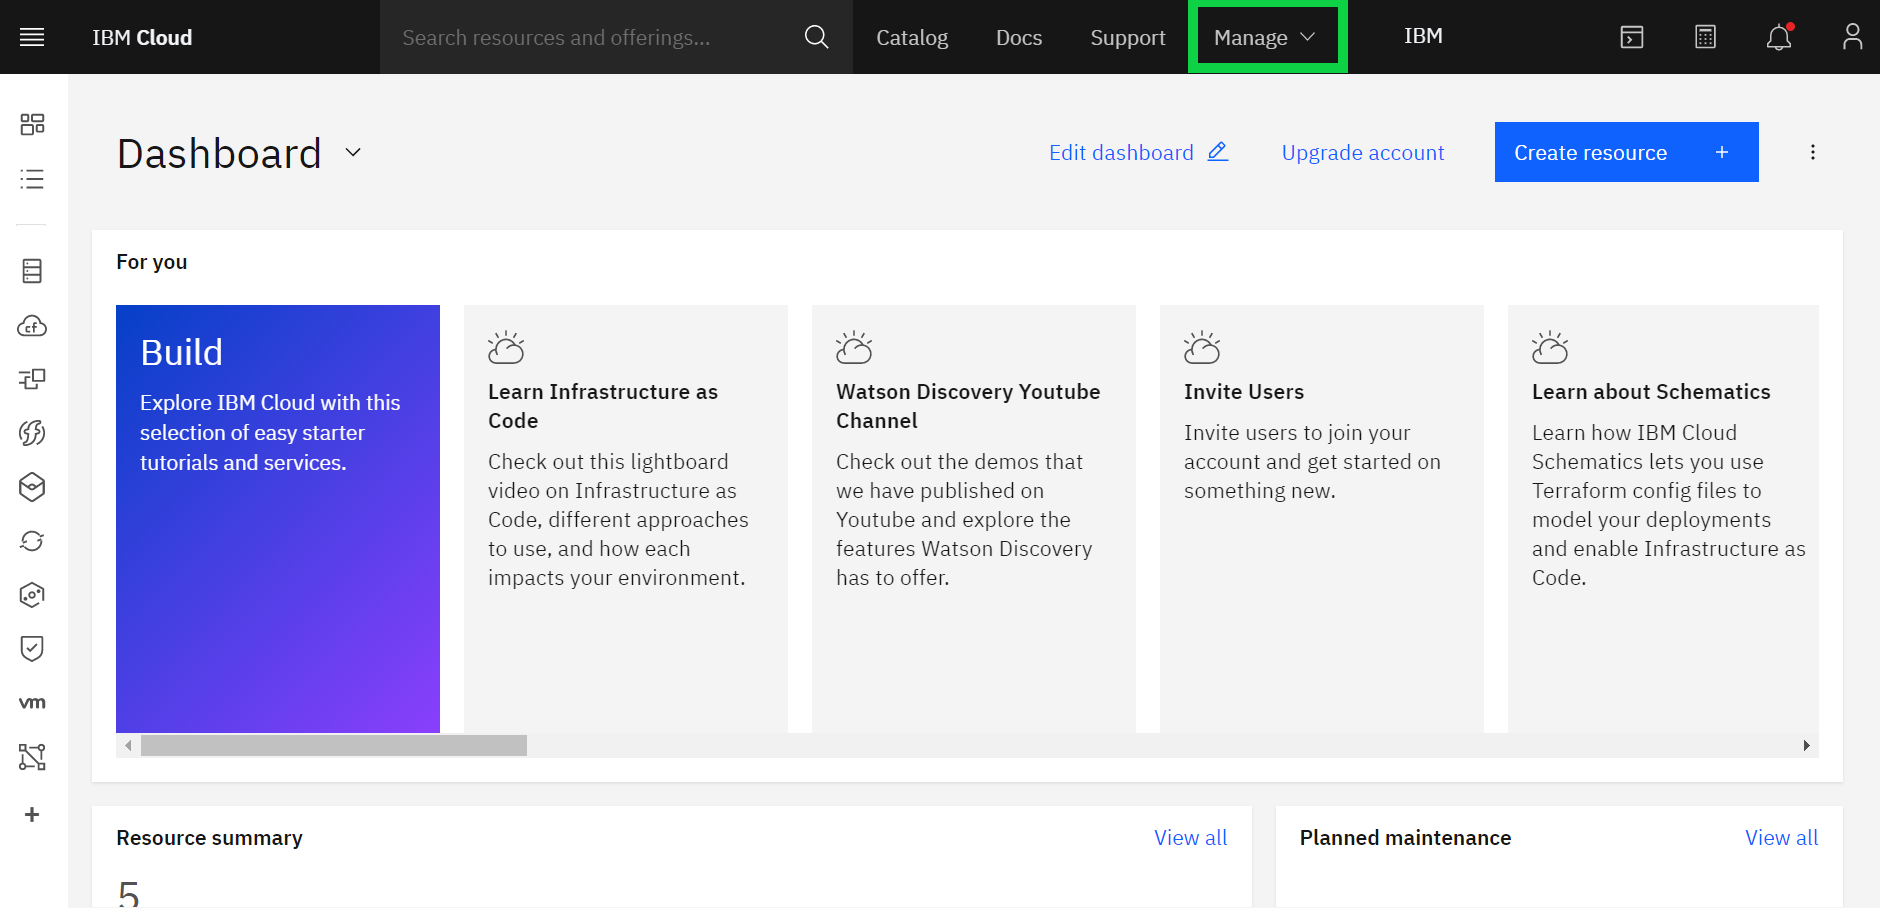 IBM Cloud
Search resources and offerings...
Catalog
Docs
Support
Manage
IBM
Dashboard
Edit dashboard
Upgrade account
Create resource +
For you
Build
Explore IBM Cloud with this
selection of easy starter
tutorials and services.
Learn Infrastructure as
Code
Check out this lightboard
video on Infrastructure as
Code, different approaches
to use, and how each
impacts your environment.
Watson Discovery Youtube
Channel
Check out the demos that
we have published on
Youtube and explore the
features Watson Discovery
has to offer.
Invite Users
Invite users to join your
account and get started on
something new.
Learn about Schematics
Learn how IBM Cloud
Schematics lets you use
Terraform config files to
model your deployments
and enable Infrastructure as
Code.
cf
vm
Resource summary
View all
5
Planned maintenance
View all